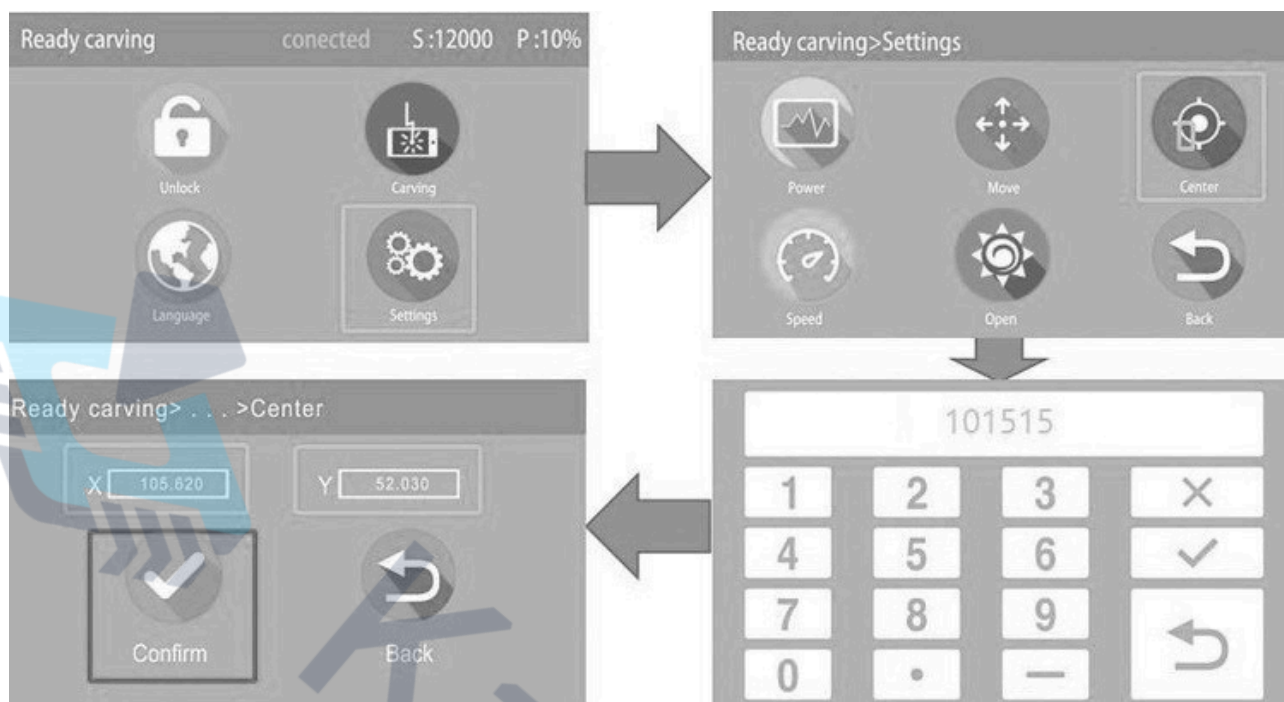 Ready carving conected S:12000 P:10%
Unlock Carving
Language Settings
Ready carving>Settings
Power Move Center
Speed Open Back
101515
1 2 3
4 5 6
7 8 9
0 . —
Ready carving> . . . >Center
X 105.620 Y 52.030
Confirm Back